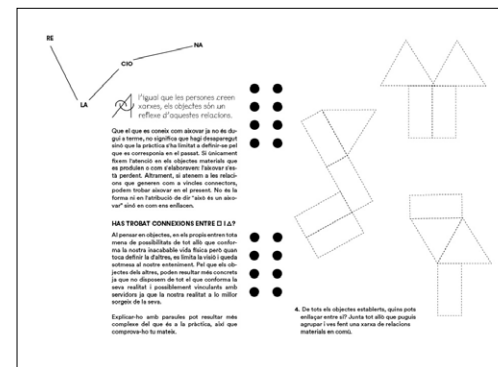 RE
NA
CIO
LA
l'igual que les persones creen
xarxes, els objectes són un
reflexe d'aquestes relacions.
Que el que es coneix com aixovar ja no és du-
gui a terme, no significa que hagi desaparegut
sinó que la pràctica s'ha limitat a definir-se pel
que es corresponia en el passat. Si únicament
fixem l'atenció en els objectes materials que
es produïen o com s'elaboraven: l'aixovar s'es-
tà perdent. Altrament, si atenem a les relaci-
ons que generen com a vincles connectors,
podem trobar aixovar en el present. No és la
forma ni en l'atribució de dir "això és un aixo-
var" sinó en com ens enllacen.
HAS TROBAT CONNEXIONS ENTRE □ I △?
Al pensar en objectes, en els propis entren tota
mena de possibilitats de tot allò que confor-
ma la nostra inacabable vida física però quan
toca definir la d'altres, es limita la visió i queda
sotmesa al nostre enteniment. Pel que els ob-
jectes dels altres, poden resultar més concrets
ja que no disposem de tot el que conforma la
seva realitat i possiblement vinculants amb
servidors ja que la nostra realitat a lo millor
sorgeix de la seva.
Explicar-ho amb paraules pot resultar més
complexe del que és a la pràctica, així que
comprova-ho tu mateix.
4. De tots els objectes establerts, quins pots
enllaçar entre si? Junta tot allò que puguis
agrupar i ves fent una xarxa de relacions
materials en comú.